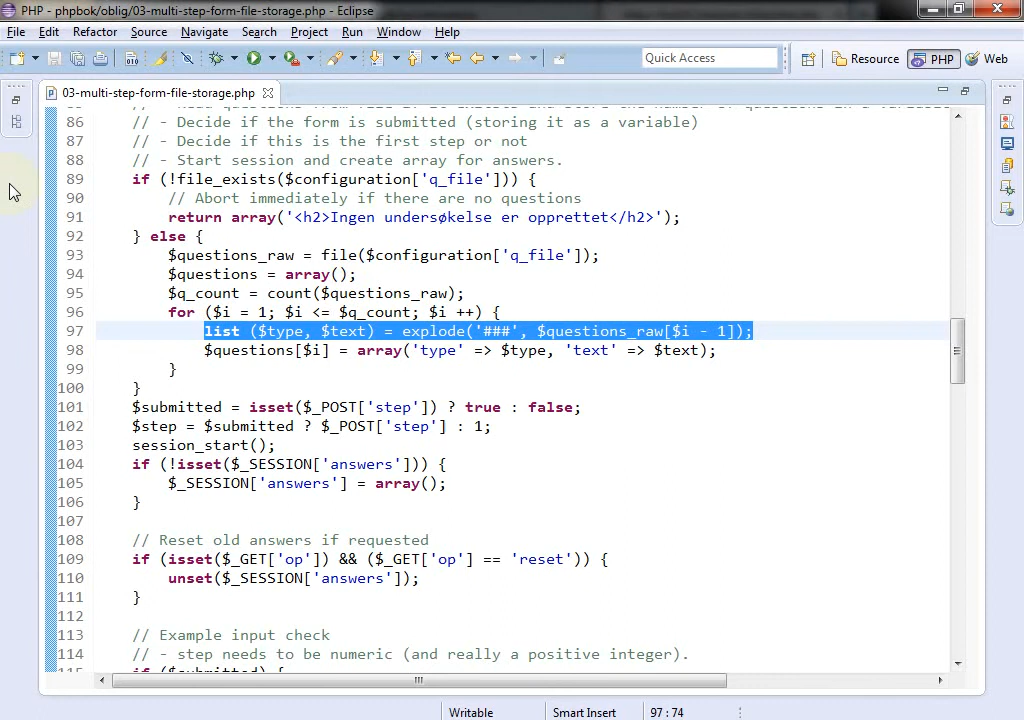 PHP - phpbok/oblig/03-multi-step-form-file-storage.php - Eclipse
File Edit Refactor Source Navigate Search Project Run Window Help
Quick Access Resource PHP Web
03-multi-step-form-file-storage.php
86 // - Decide if the form is submitted (storing it as a variable)
87 // - Decide if this is the first step or not
88 // - Start session and create array for answers.
89 if (!file_exists($configuration['q_file'])) {
90 // Abort immediately if there are no questions
91 return array('<h2>Ingen undersøkelse er opprettet</h2>');
92 } else {
93 $questions_raw = file($configuration['q_file']);
94 $questions = array();
95 $q_count = count($questions_raw);
96 for ($i = 1; $i <= $q_count; $i ++) {
97 list ($type, $text) = explode('###', $questions_raw[$i - 1]);
98 $questions[$i] = array('type' => $type, 'text' => $text);
99 }
100 }
101 $submitted = isset($_POST['step']) ? true : false;
102 $step = $submitted ? $_POST['step'] : 1;
103 session_start();
104 if (!isset($_SESSION['answers'])) {
105 $_SESSION['answers'] = array();
106 }
107
108 // Reset old answers if requested
109 if (isset($_GET['op']) && ($_GET['op'] == 'reset')) {
110 unset($_SESSION['answers']);
111 }
112
113 // Example input check
114 // - step needs to be numeric (and really a positive integer).
Writable Smart Insert 97 : 74